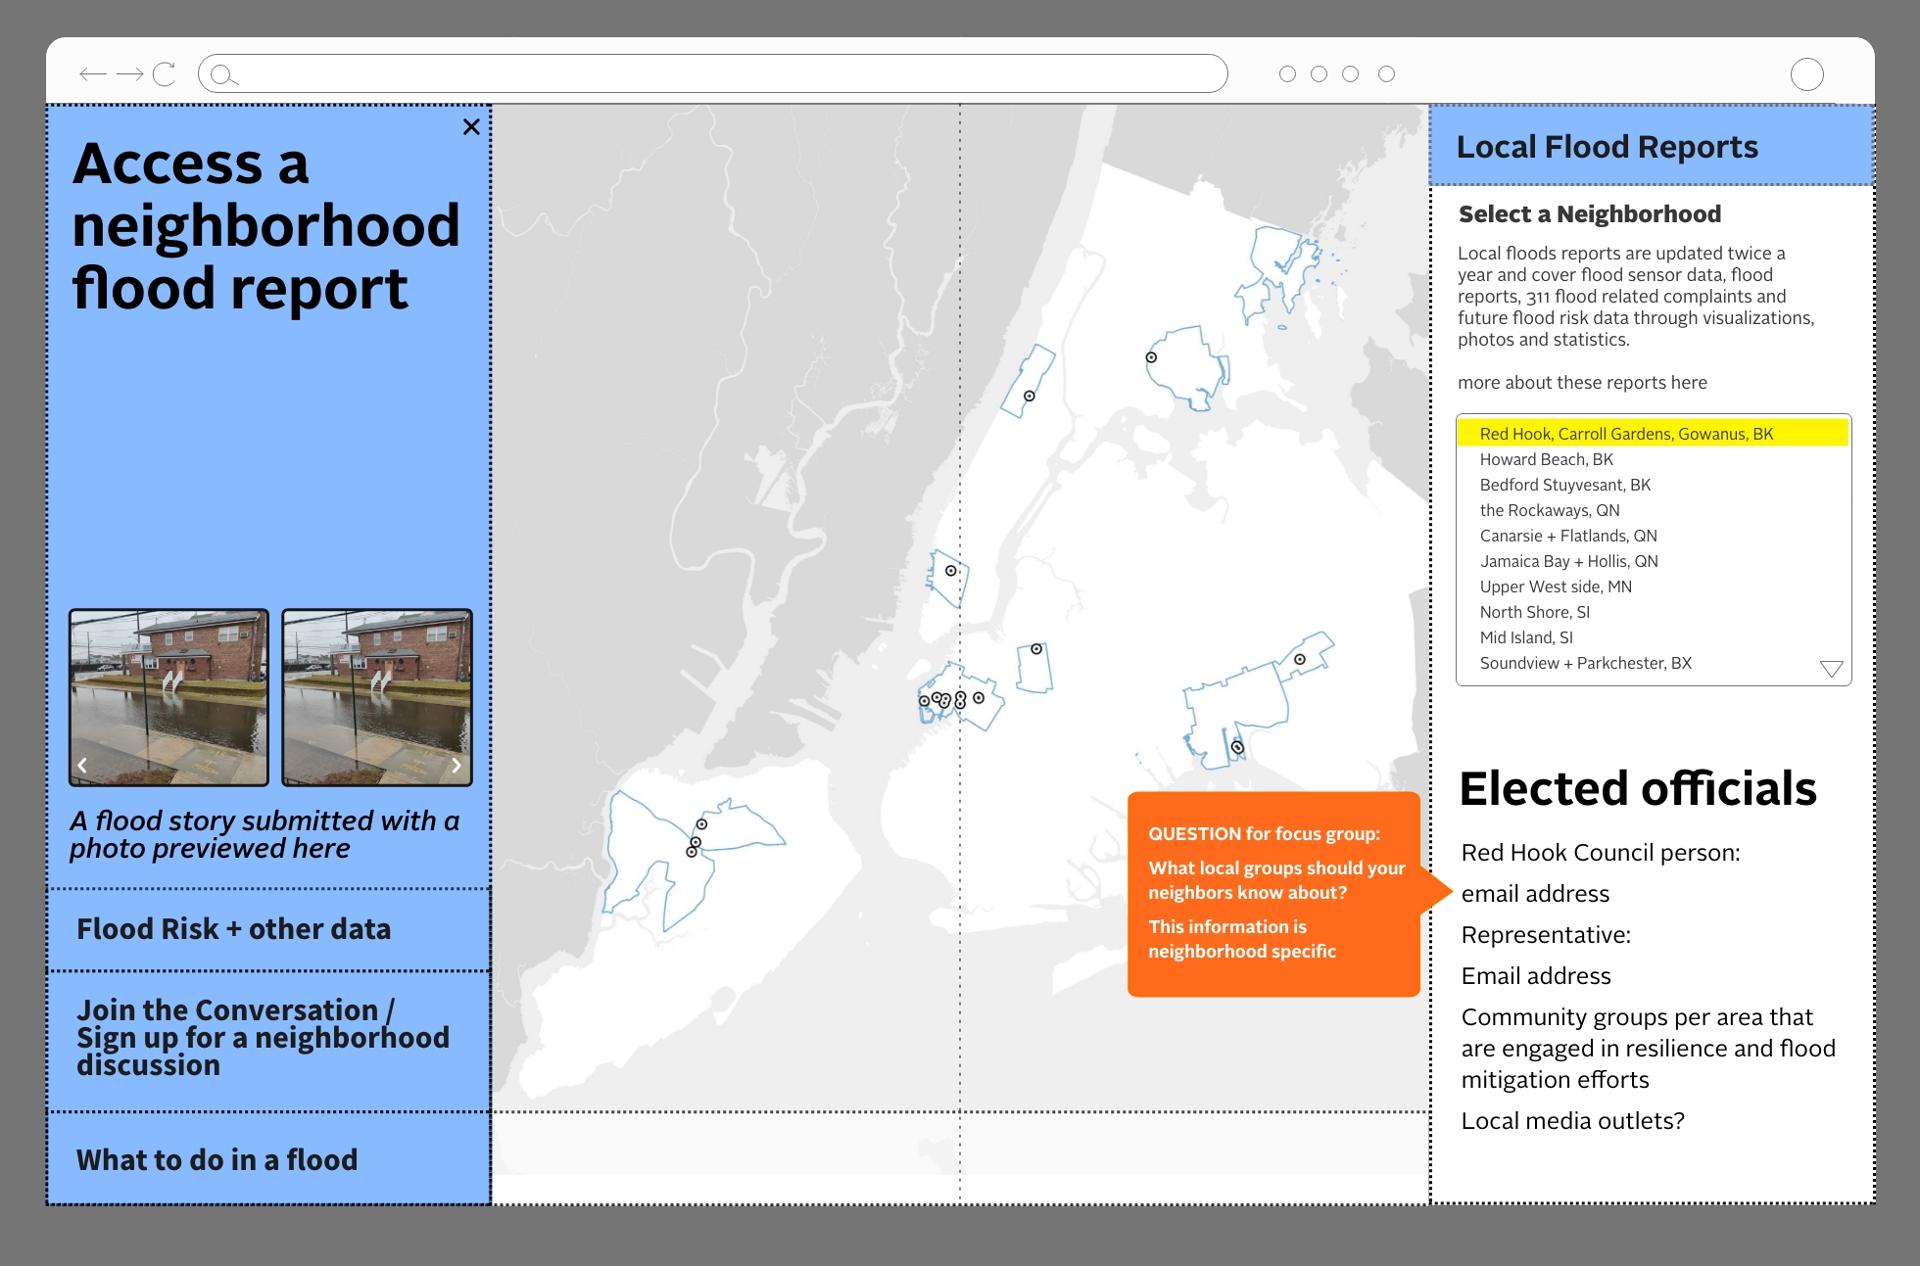 Access a
neighborhood
flood report
A flood story submitted with a
photo previewed here
Flood Risk + other data
Join the Conversation /
Sign up for a neighborhood
discussion
What to do in a flood
QUESTION for focus group:
What local groups should your
neighbors know about?
This information is
neighborhood specific
Local Flood Reports
Select a Neighborhood
Local floods reports are updated twice a
year and cover flood sensor data, flood
reports, 311 flood related complaints and
future flood risk data through visualizations,
photos and statistics.
more about these reports here
Red Hook, Carroll Gardens, Gowanus, BK
Howard Beach, BK
Bedford Stuyvesant, BK
the Rockaways, QN
Canarsie + Flatlands, QN
Jamaica Bay + Hollis, QN
Upper West side, MN
North Shore, SI
Mid Island, SI
Soundview + Parkchester, BX
Elected officials
Red Hook Council person:
email address
Representative:
Email address
Community groups per area that
are engaged in resilience and flood
mitigation efforts
Local media outlets?